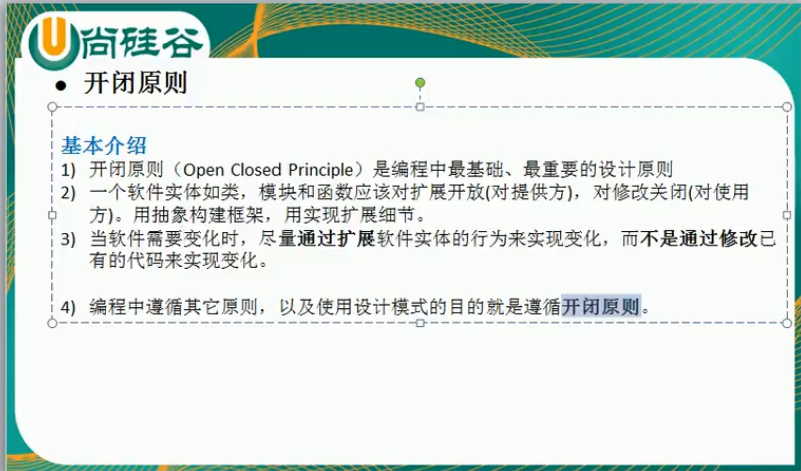 尚硅谷
● 开闭原则
基本介绍
1) 开闭原则（Open Closed Principle）是编程中最基础、最重要的设计原则
2) 一个软件实体如类，模块和函数应该对扩展开放(对提供方)，对修改关闭(对使用
方)。用抽象构建框架，用实现扩展细节。
3) 当软件需要变化时，尽量通过扩展软件实体的行为来实现变化，而不是通过修改已
有的代码来实现变化。
4) 编程中遵循其它原则，以及使用设计模式的目的就是遵循开闭原则。